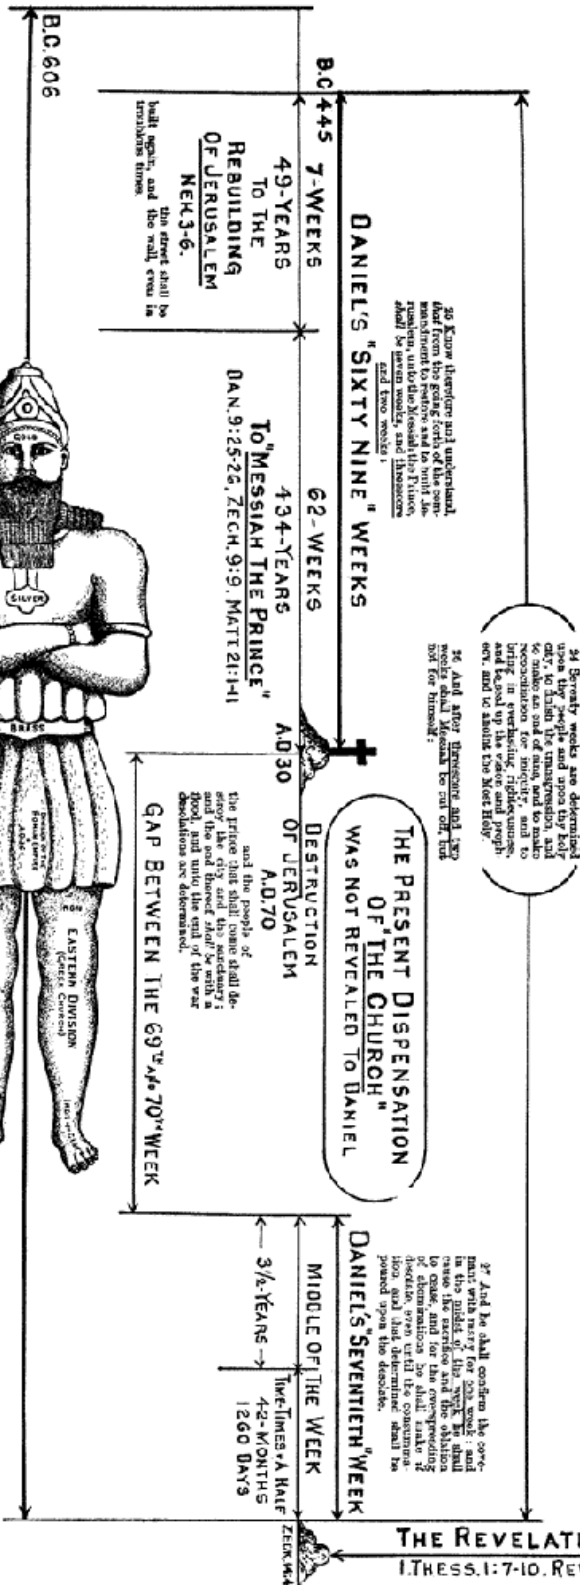 B.C. 606
B.C. 445
7-WEEKS
49-YEARS
TO THE
REBUILDING
OF JERUSALEM
NEH. 3-6.
the street shall be
built again, and the wall, even in
troublous times.
DANIEL'S "SIXTY NINE" WEEKS
25 Know therefore and understand,
that from the going forth of the com-
mandment to restore and to build Je-
rusalem, unto the Messiah the Prince,
shall be seven weeks, and threescore
and two weeks:
62-WEEKS
434-YEARS
TO "MESSIAH THE PRINCE"
DAN. 9:25-26, ZECH. 9:9. MATT 21:1-11
24 Seventy weeks are determined
upon thy people and upon thy holy
city, to finish the transgression, and
to make an end of sins, and to make
reconciliation for iniquity, and to
bring in everlasting righteousness,
and to seal up the vision and proph-
ecy, and to anoint the Most Holy.
26 And after threescore and two
weeks shall Messiah be cut off, but
not for himself:
A.D. 30
THE PRESENT DISPENSATION
OF "THE CHURCH"
WAS NOT REVEALED TO DANIEL
DESTRUCTION
OF JERUSALEM
A.D. 70
and the people of
the prince that shall come shall de-
stroy the city and the sanctuary;
and the end thereof shall be with a
flood, and unto the end of the war
desolations are determined.
GAP BETWEEN THE 69TH AND 70TH WEEK
27 And he shall confirm the cove-
nant with many for one week: and
in the midst of the week he shall
cause the sacrifice and the oblation
to cease, and for the overspreading
of abominations he shall make it
desolate, even until the consumma-
tion, and that determined shall be
poured upon the desolate.
DANIEL'S "SEVENTIETH" WEEK
MIDDLE OF THE WEEK
3½-YEARS
TIME-TIMES & A HALF
42-MONTHS
1260 DAYS
ZECH. 14:4
GOLD
SILVER
BRASS
DIVISION OF THE
ROMAN EMPIRE
IRON
EASTERN DIVISION
(GREEK CHURCH)
THE REVELATI
1. THESS. 1:7-10. REV